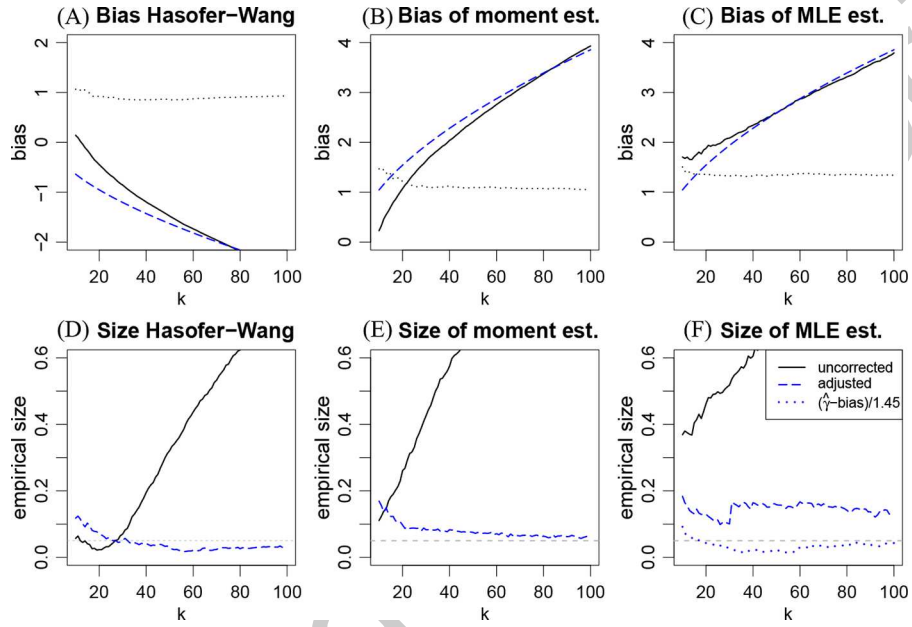 (A) Bias Hasofer−Wang
(B) Bias of moment est.
(C) Bias of MLE est.
bias
2
1
0
−1
−2
20 40 60 80 100
k
bias
4
3
2
1
0
20 40 60 80 100
k
bias
4
3
2
1
0
20 40 60 80 100
k
(D) Size Hasofer−Wang
(E) Size of moment est.
(F) Size of MLE est.
empirical size
0.6
0.4
0.2
0.0
20 40 60 80 100
k
empirical size
0.6
0.4
0.2
0.0
20 40 60 80 100
k
empirical size
0.6
0.4
0.2
0.0
uncorrected
adjusted
(γ̂−bias)/1.45
20 40 60 80 100
k